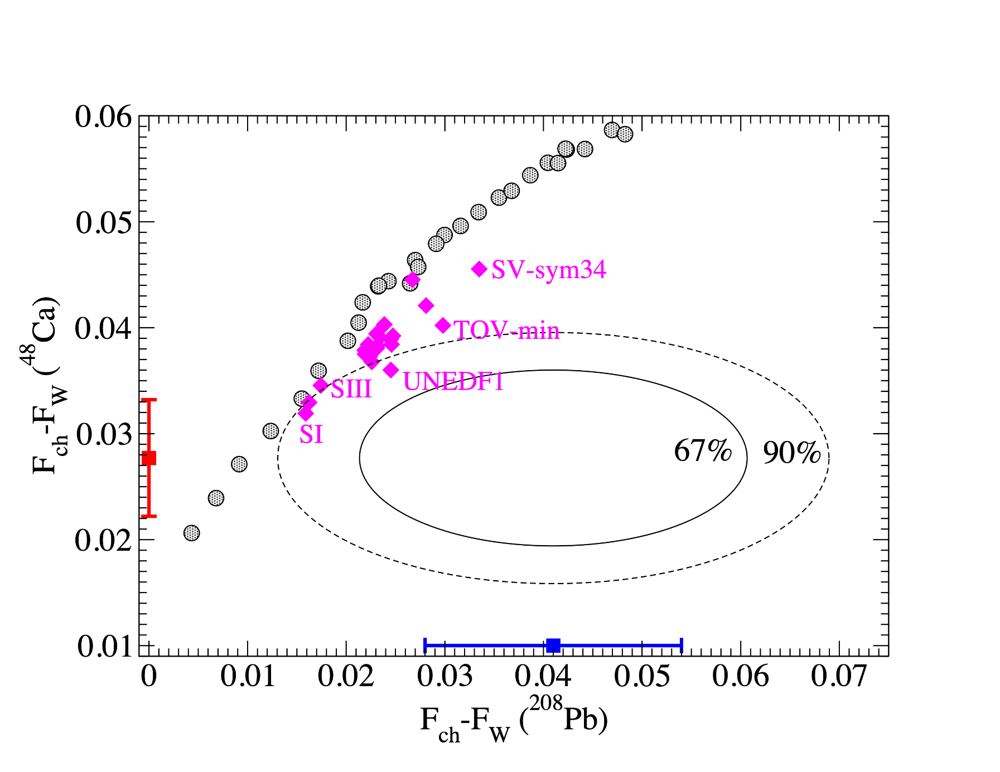 0.06
0.05
0.04
0.03
0.02
0.01
F_ch-F_W (^48Ca)
SV-sym34
TOV-min
UNEDF1
SIII
SI
67% 90%
0 0.01 0.02 0.03 0.04 0.05 0.06 0.07
F_ch-F_W (^208Pb)